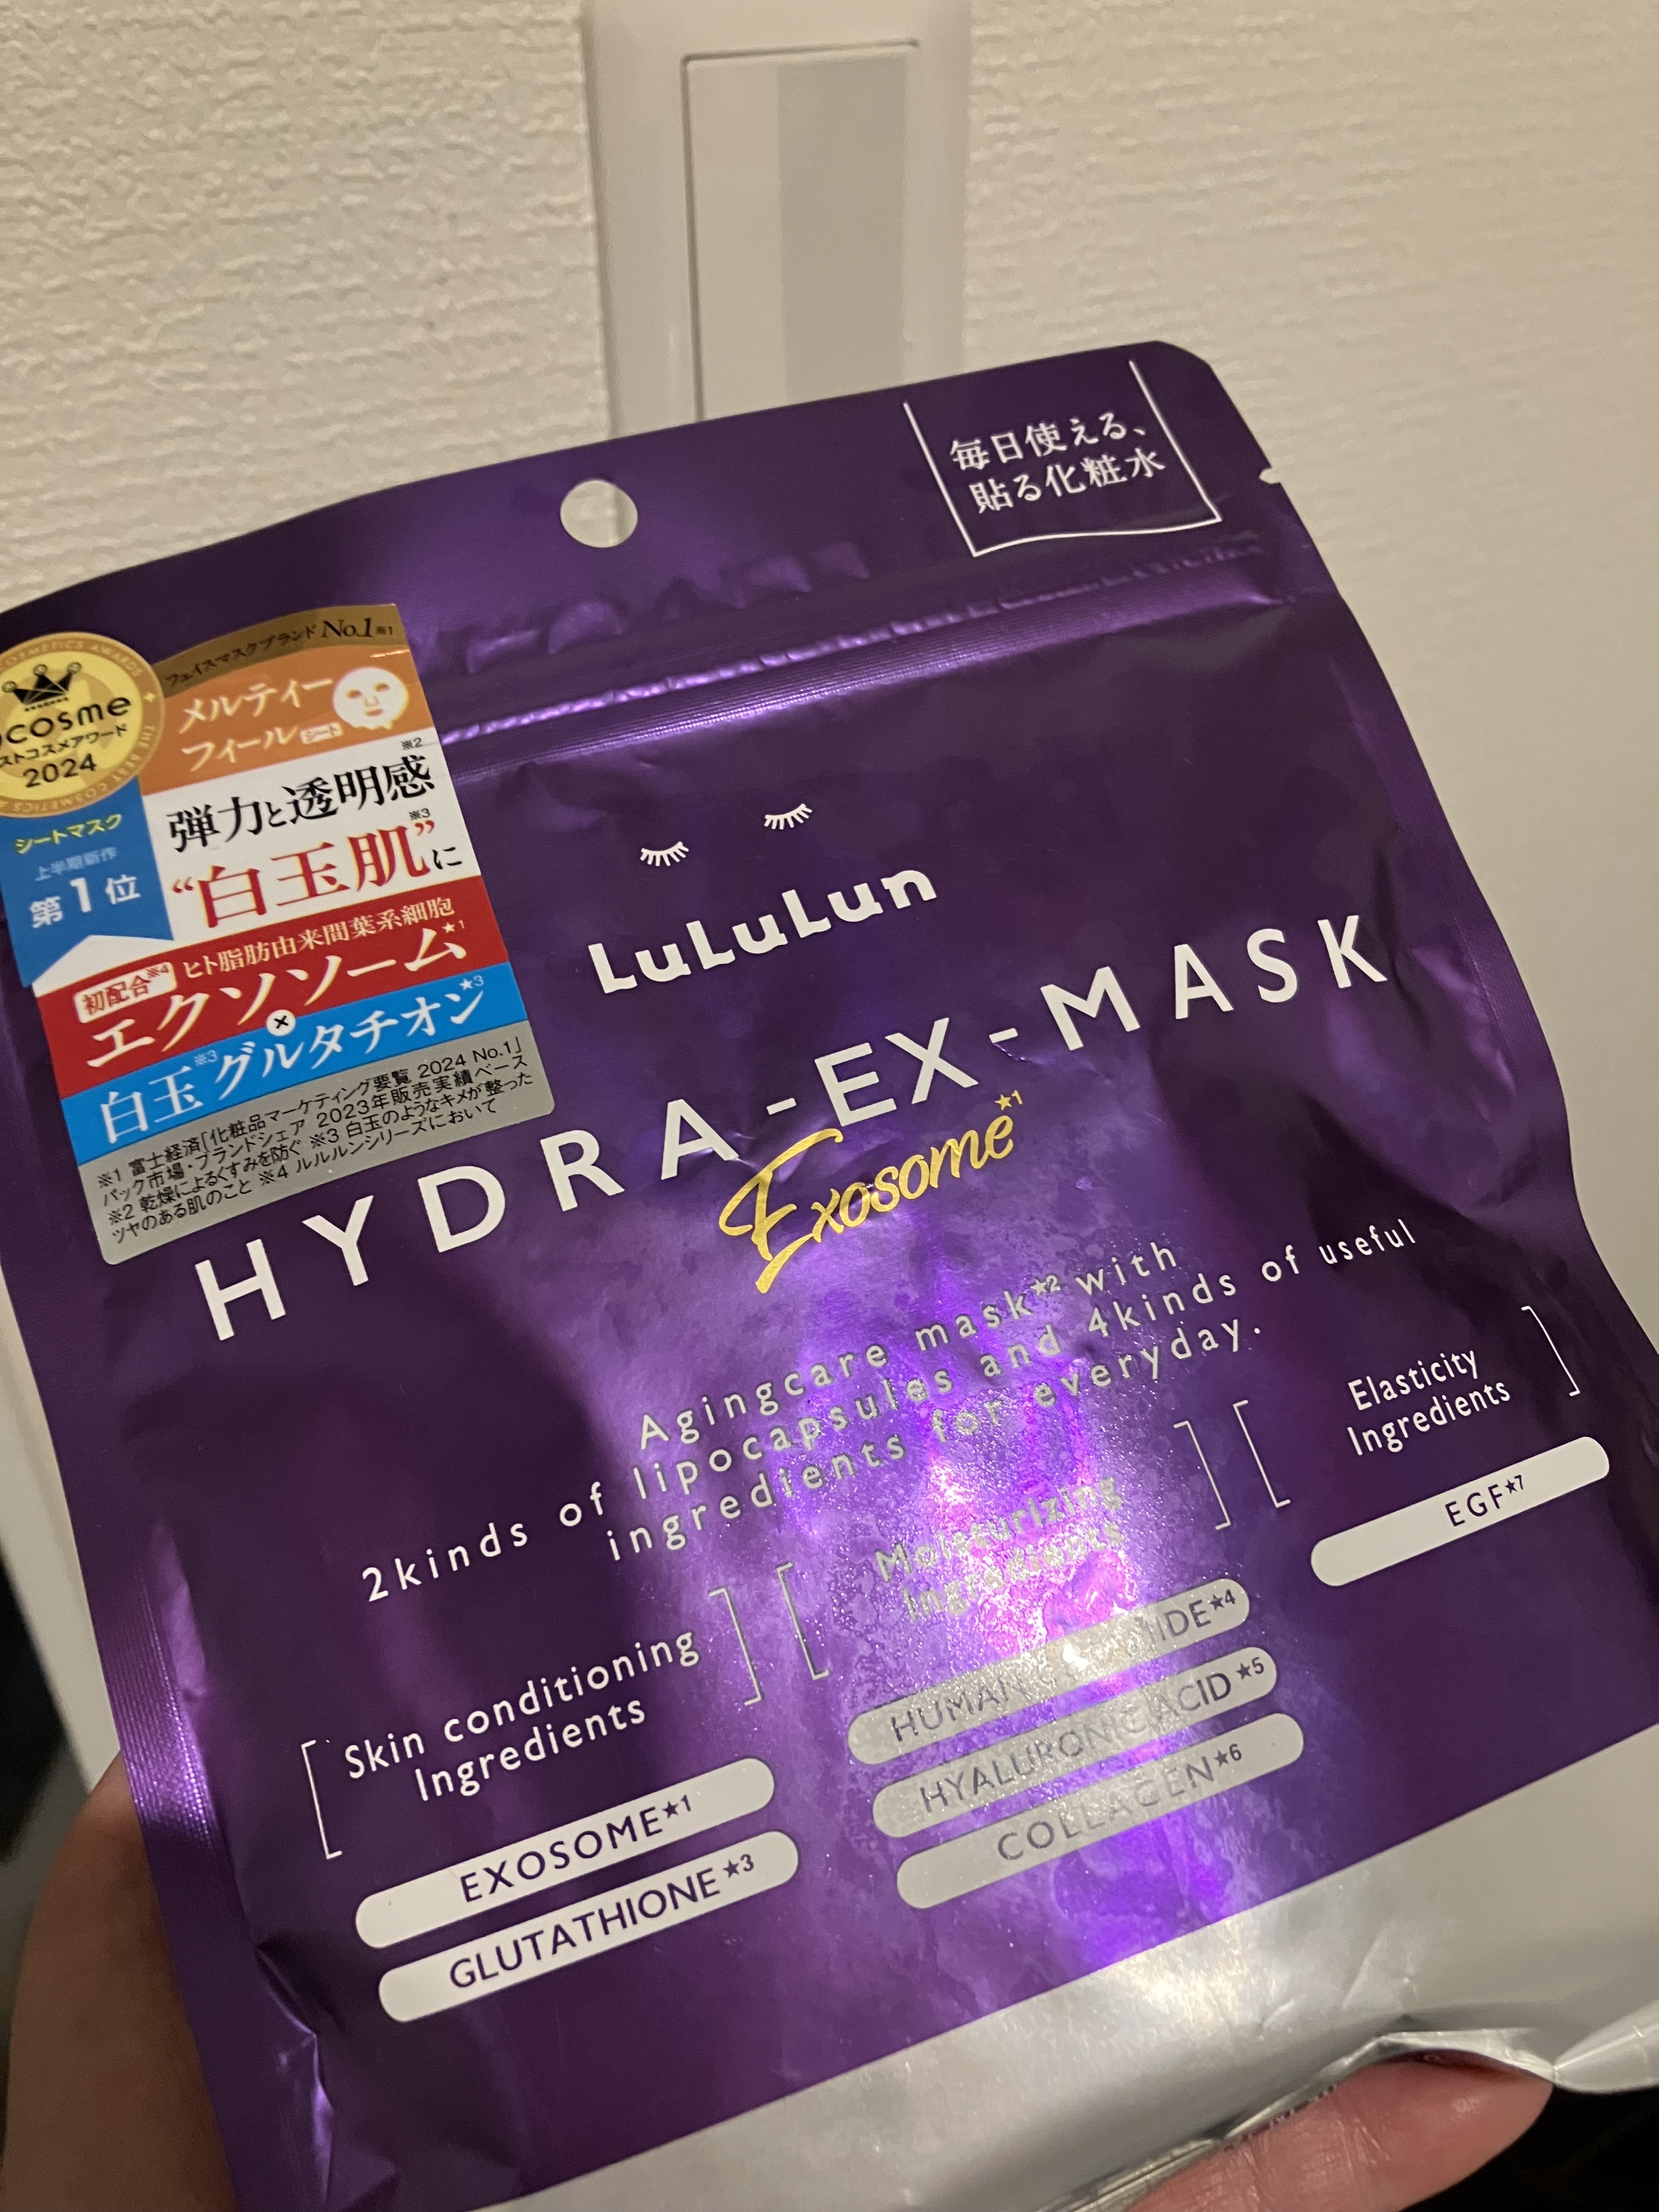 毎日使える、
貼る化粧水
COSMETICS AWARDS
cosme
ストコスメアワード
2024
シートマスク
上半期新作
第1位
フェイスマスクブランド No.1※1
メルティー
フィールシート
弾力と透明感※2
“白玉肌”※3に
初配合※4 ヒト脂肪由来間葉系細胞
エクソソーム★1
×
白玉※3グルタチオン★3
※1 富士経済「化粧品マーケティング要覧 2024 No.1」
パック市場・ブランドシェア 2023年販売実績ベース
※2 乾燥によるくすみを防ぐ ※3 白玉のようなキメが整った
ツヤのある肌のこと ※4 ルルルンシリーズにおいて
LuLuLun
HYDRA-EX-MASK
Exosome★1
Agingcare mask★2 with
2kinds of lipocapsules and 4kinds of useful
ingredients for everyday.
Skin conditioning
Ingredients
EXOSOME★1
GLUTATHIONE★3
Moisturizing
Ingredients
HUMAN IDE★4
HYALURONIC ACID★5
COLLAGEN★6
Elasticity
Ingredients
EGF★7